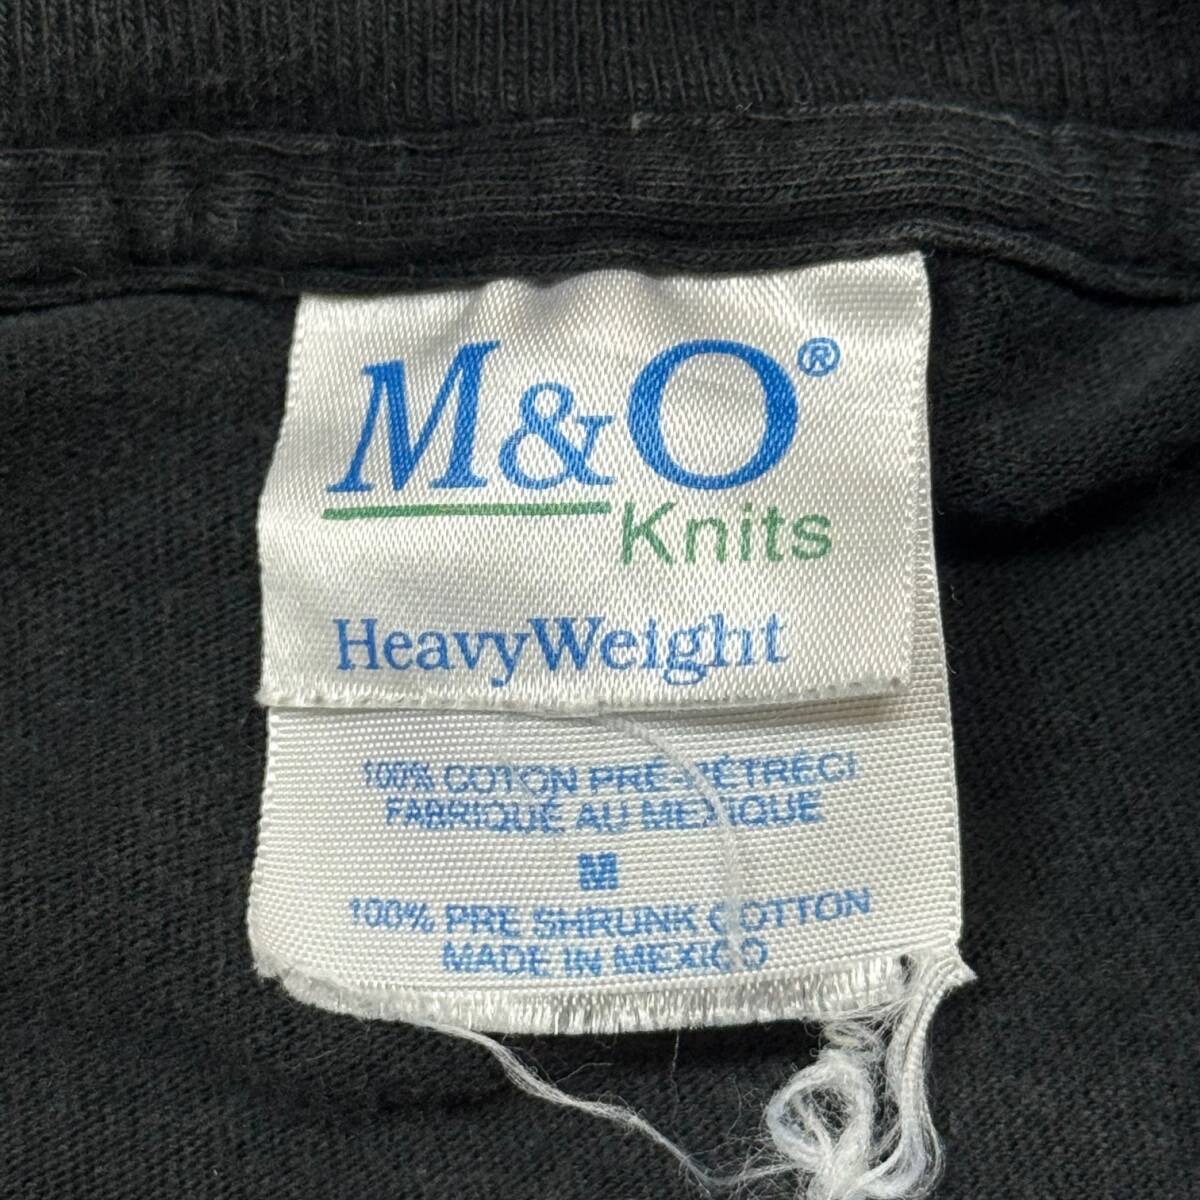 M&O®
Knits
HeavyWeight
100% COTON PRÉ-RÉTRÉCI
FABRIQUÉ AU MEXIQUE
M
100% PRE SHRUNK COTTON
MADE IN MEXICO